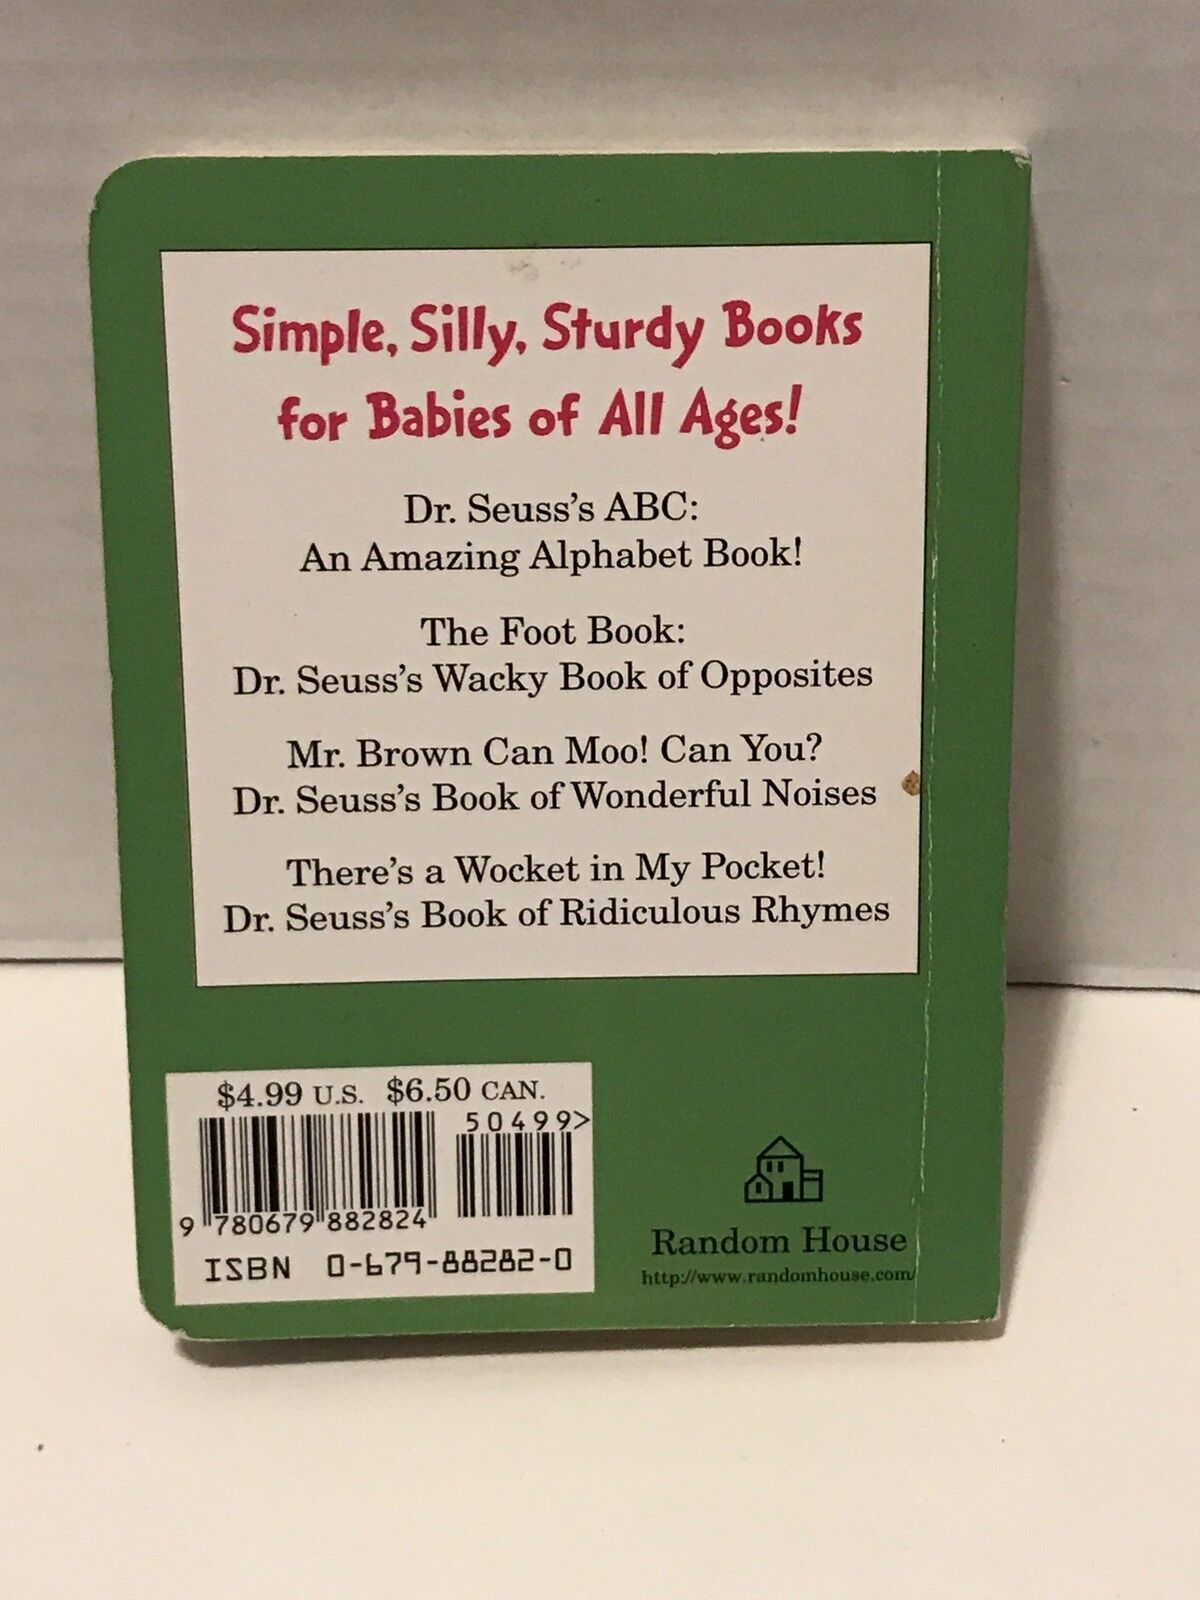 Simple, Silly, Sturdy Books
for Babies of All Ages!
Dr. Seuss's ABC:
An Amazing Alphabet Book!
The Foot Book:
Dr. Seuss's Wacky Book of Opposites
Mr. Brown Can Moo! Can You?
Dr. Seuss's Book of Wonderful Noises
There's a Wocket in My Pocket!
Dr. Seuss's Book of Ridiculous Rhymes
$4.99 U.S. $6.50 CAN.
50499>
9 780679 882824
ISBN 0-679-88282-0
Random House
http://www.randomhouse.com/